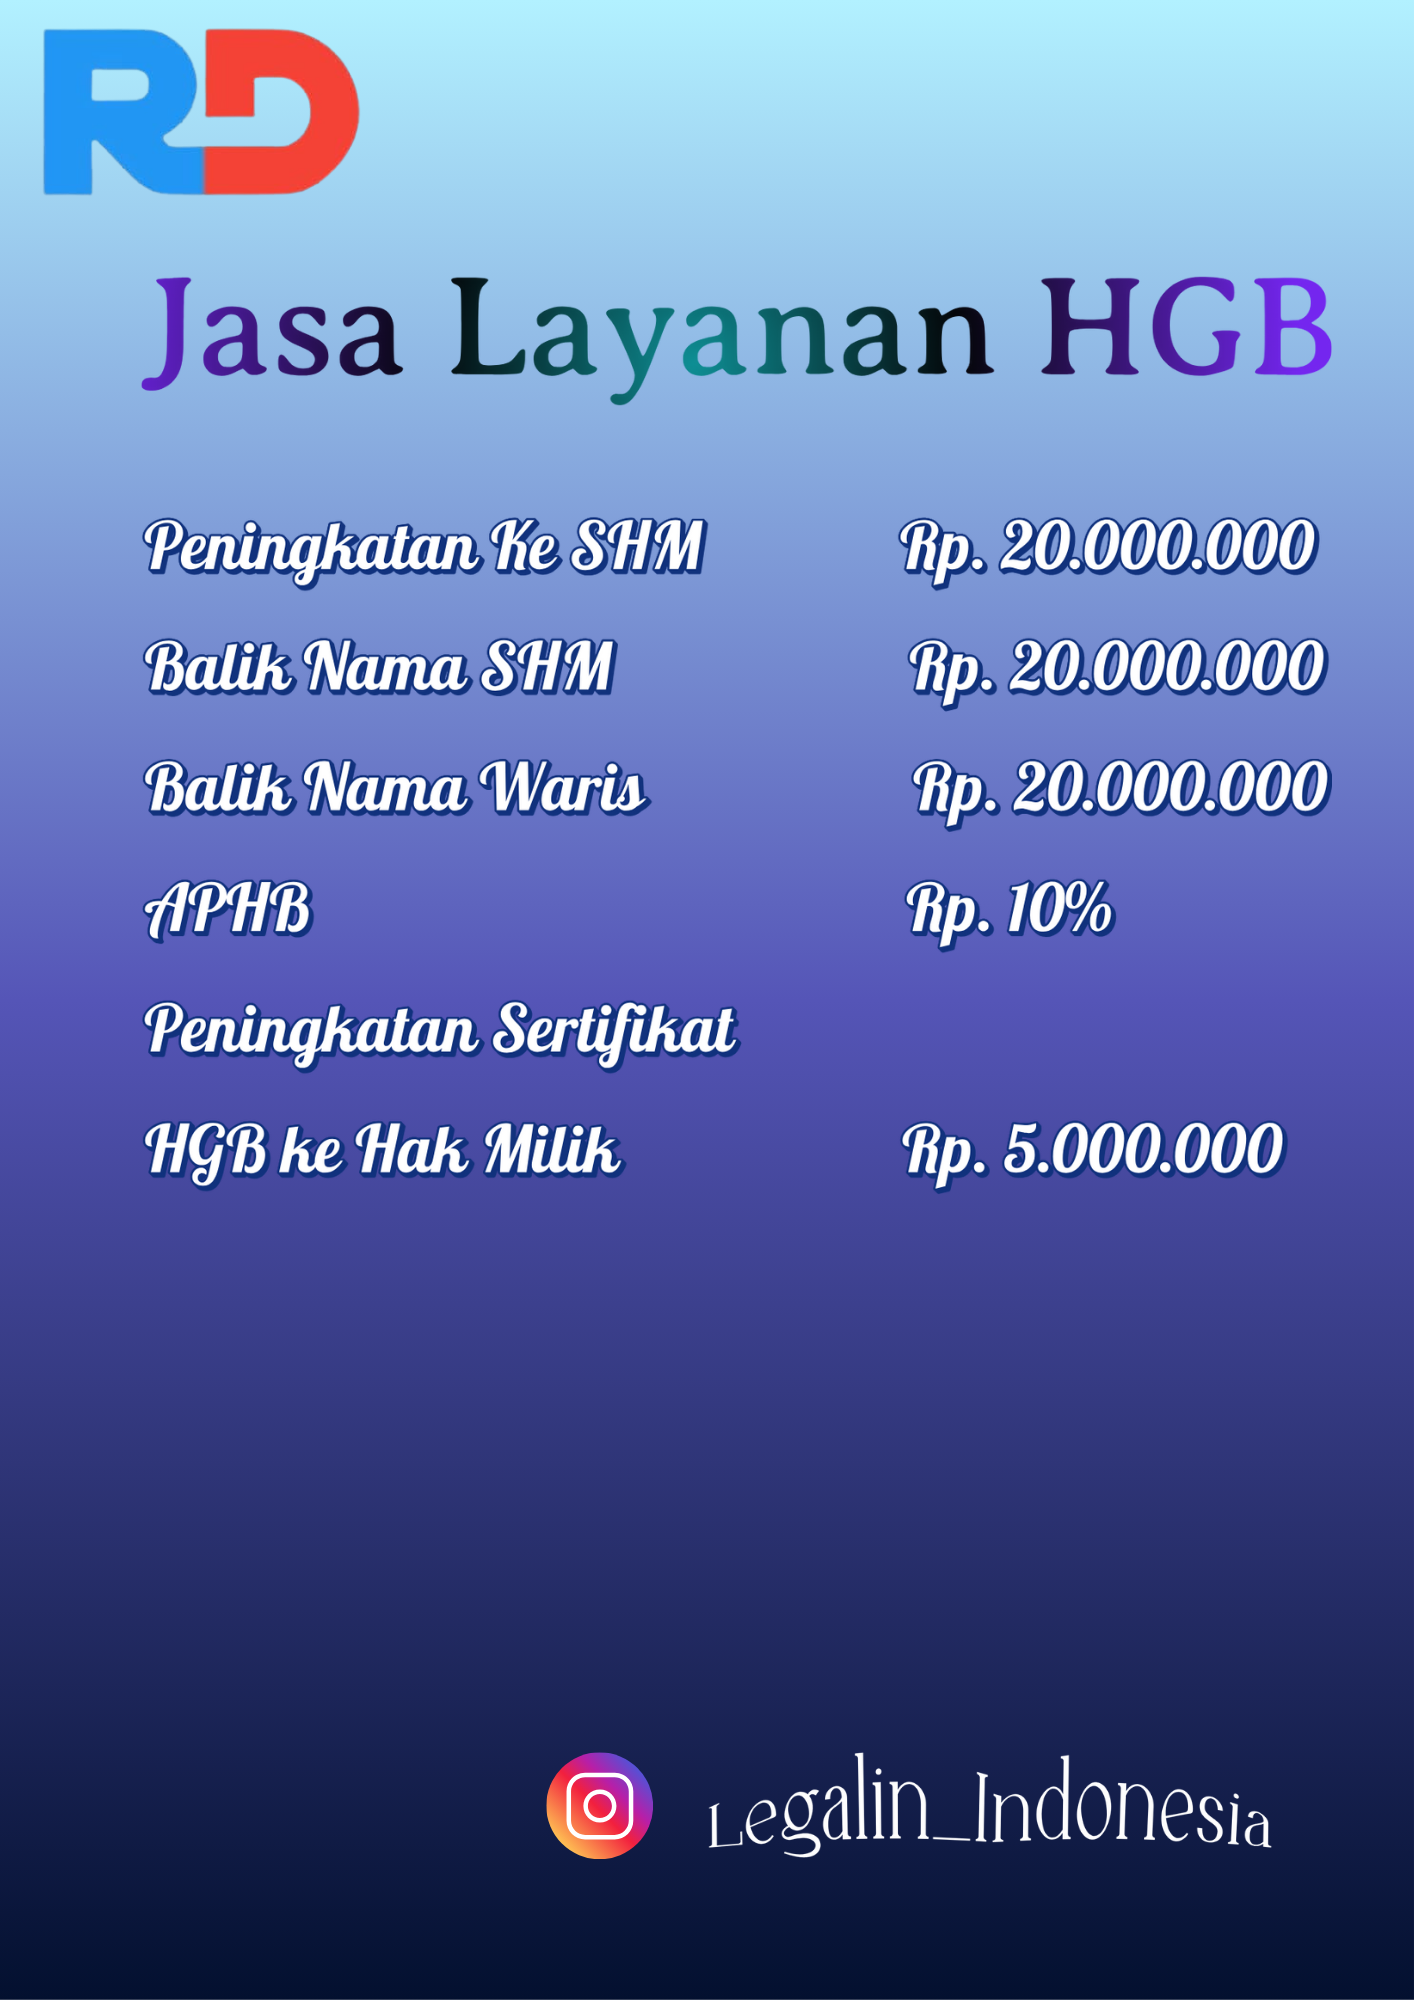 RD
Jasa Layanan HGB
Peningkatan Ke SHM Rp. 20.000.000
Balik Nama SHM Rp. 20.000.000
Balik Nama Waris Rp. 20.000.000
APHB Rp. 10%
Peningkatan Sertifikat
HGB ke Hak Milik Rp. 5.000.000
Legalin_Indonesia